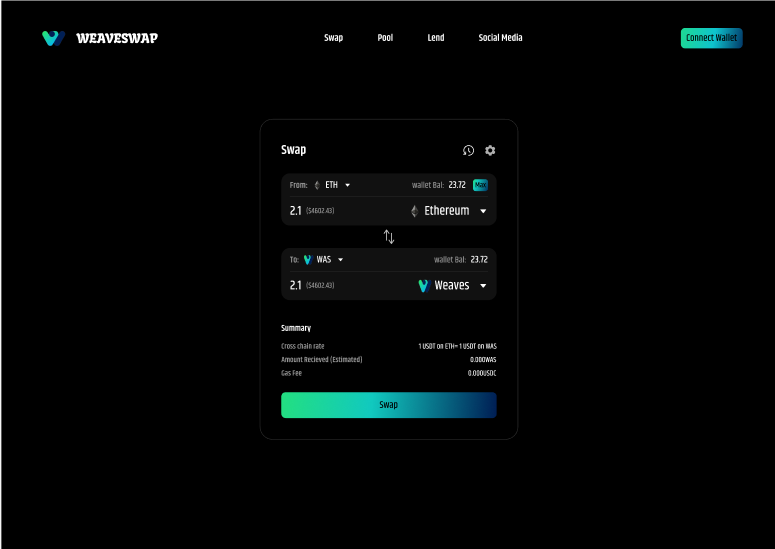 WEAVESWAP Swap Pool Lend Social Media Connect Wallet
Swap
From: ETH wallet Bal: 23.72 Max
2.1 ($4602.43) Ethereum
To: WAS wallet Bal: 23.72
2.1 ($4602.43) Weaves
Summary
Cross chain rate 1 USDT on ETH= 1 USDT on WAS
Amount Recieved (Estimated) 0.000WAS
Gas Fee 0.000USDC
Swap